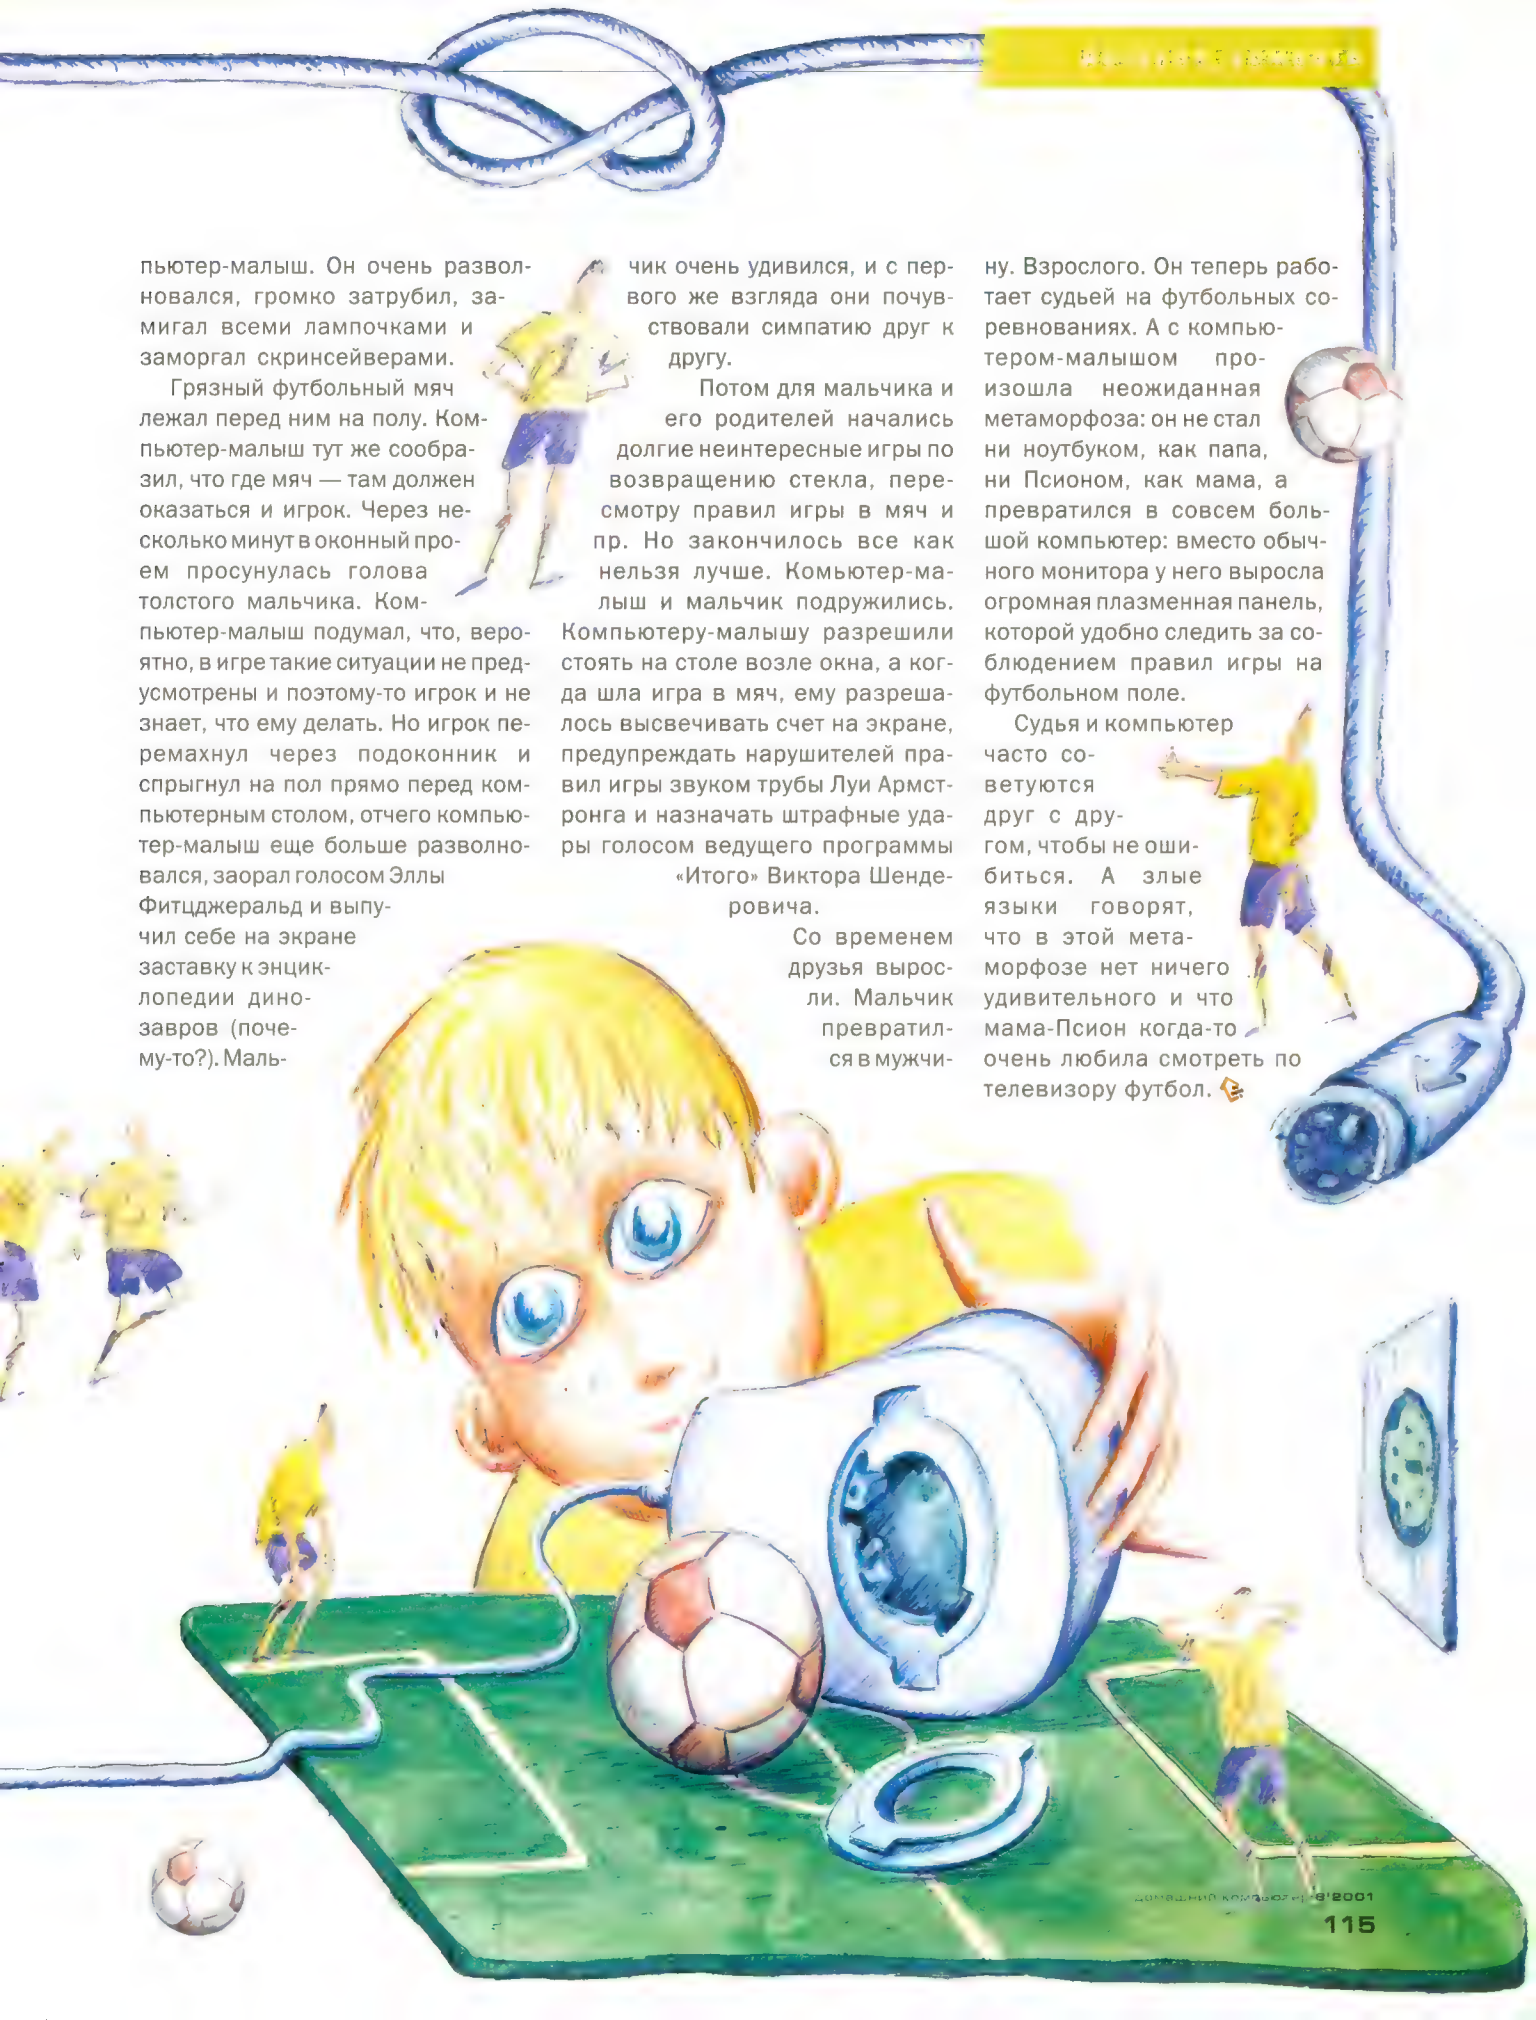 пьютер-малыш. Он очень развол-
новался, громко затрубил, за-
мигал всеми лампочками и
заморгал скринсейверами.
Грязный футбольный мяч
лежал перед ним на полу. Ком-
пьютер-малыш тут же сообра-
зил, что где мяч — там должен
оказаться и игрок. Через не-
сколько минут в оконный про-
ем просунулась голова
толстого мальчика. Ком-
пьютер-малыш подумал, что, веро-
ятно, в игре такие ситуации не пред-
усмотрены и поэтому-то игрок и не
знает, что ему делать. Но игрок пе-
ремахнул через подоконник и
спрыгнул на пол прямо перед ком-
пьютерным столом, отчего компью-
тер-малыш еще больше разволно-
вался, заорал голосом Эллы
Фитцджеральд и выпу-
чил себе на экране
заставку к энцик-
лопедии дино-
завров (поче-
му-то?). Маль-
чик очень удивился, и с пер-
вого же взгляда они почув-
ствовали симпатию друг к
другу.
Потом для мальчика и
его родителей начались
долгие неинтересные игры по
возвращению стекла, пере-
смотру правил игры в мяч и
пр. Но закончилось все как
нельзя лучше. Комьютер-ма-
лыш и мальчик подружились.
Компьютеру-малышу разрешили
стоять на столе возле окна, а ког-
да шла игра в мяч, ему разреша-
лось высвечивать счет на экране,
предупреждать нарушителей пра-
вил игры звуком трубы Луи Армст-
ронга и назначать штрафные уда-
ры голосом ведущего программы
«Итого» Виктора Шенде-
ровича.
Со временем
друзья вырос-
ли. Мальчик
превратил-
ся в мужчи-
ну. Взрослого. Он теперь рабо-
тает судьей на футбольных со-
ревнованиях. А с компью-
тером-малышом про-
изошла неожиданная
метаморфоза: он не стал
ни ноутбуком, как папа,
ни Псионом, как мама, а
превратился в совсем боль-
шой компьютер: вместо обыч-
ного монитора у него выросла
огромная плазменная панель,
которой удобно следить за со-
блюдением правил игры на
футбольном поле.
Судья и компьютер
часто со-
ветуются
друг с дру-
гом, чтобы не оши-
биться. А злые
языки говорят,
что в этой мета-
морфозе нет ничего
удивительного и что
мама-Псион когда-то
очень любила смотреть по
телевизору футбол.
домашний компьютер 6'2001
115